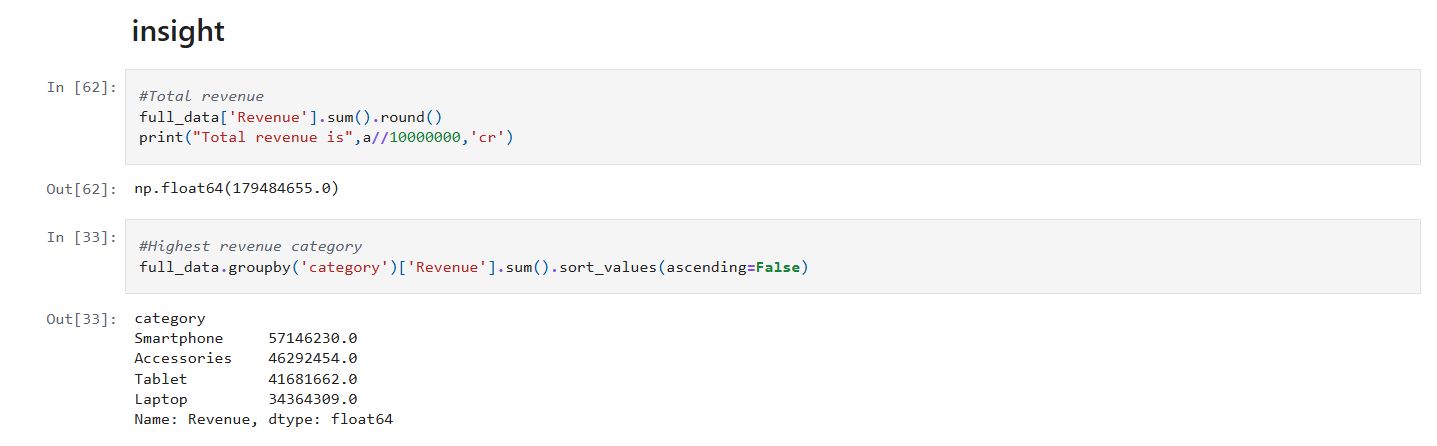 insight
In [62]:
#Total revenue
full_data['Revenue'].sum().round()
print("Total revenue is",a//10000000,'cr')
Out[62]: np.float64(179484655.0)
In [33]:
#Highest revenue category
full_data.groupby('category')['Revenue'].sum().sort_values(ascending=False)
Out[33]: category
Smartphone     57146230.0
Accessories    46292454.0
Tablet         41681662.0
Laptop         34364309.0
Name: Revenue, dtype: float64